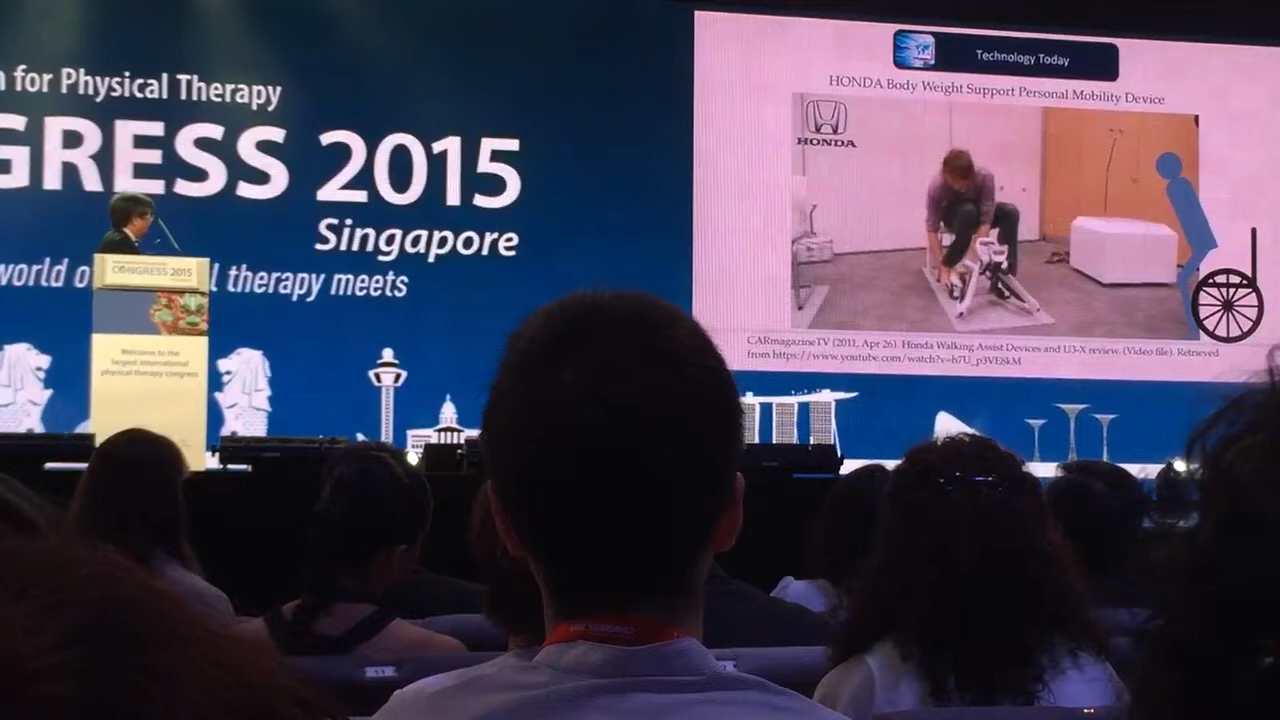 n for Physical Therapy
GRESS 2015
Singapore
world o l therapy meets
CONGRESS 2015
Welcome to the
largest international
physical therapy congress
Technology Today
HONDA Body Weight Support Personal Mobility Device
HONDA
CARmagazineTV (2011, Apr 26). Honda Walking Assist Devices and U3-X review. (Video file). Retrieved
from https://www.youtube.com/watch?v=h7U_p3VE8kM
11